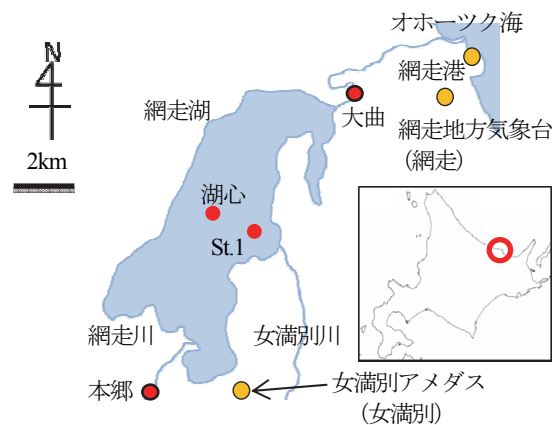 オホーツク海
N
網走港
網走湖
大曲
網走地方気象台
(網走)
2km
湖心
St.1
網走川
女満別川
本郷
女満別アメダス
(女満別)